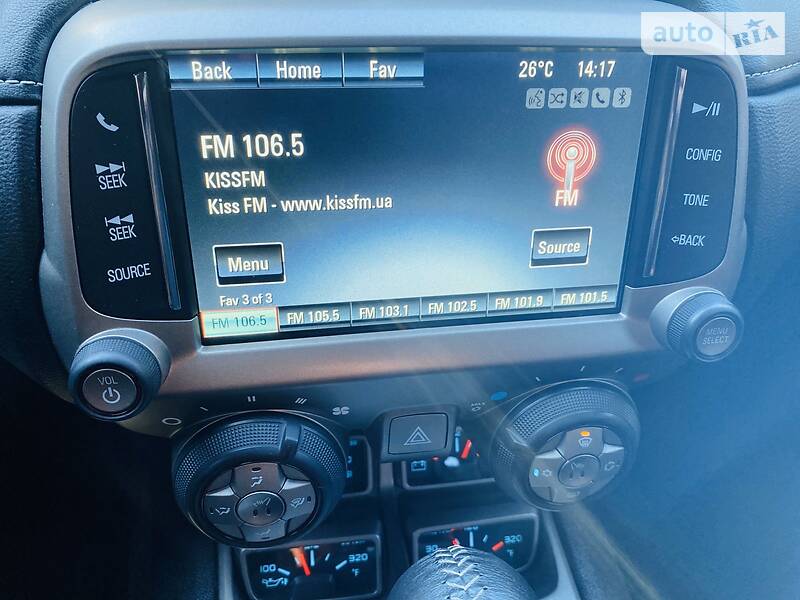 auto RIA
Back Home Fav 26°C 14:17
FM 106.5
KISSFM
Kiss FM - www.kissfm.ua
FM
Menu
Source
Fav 3 of 3
FM 106.5 FM 105.5 FM 103.1 FM 102.5 FM 101.9 FM 101.5
SEEK
SEEK
SOURCE
CONFIG
TONE
BACK
VOL
MENU
SELECT
100 320
°F
30 320
°F